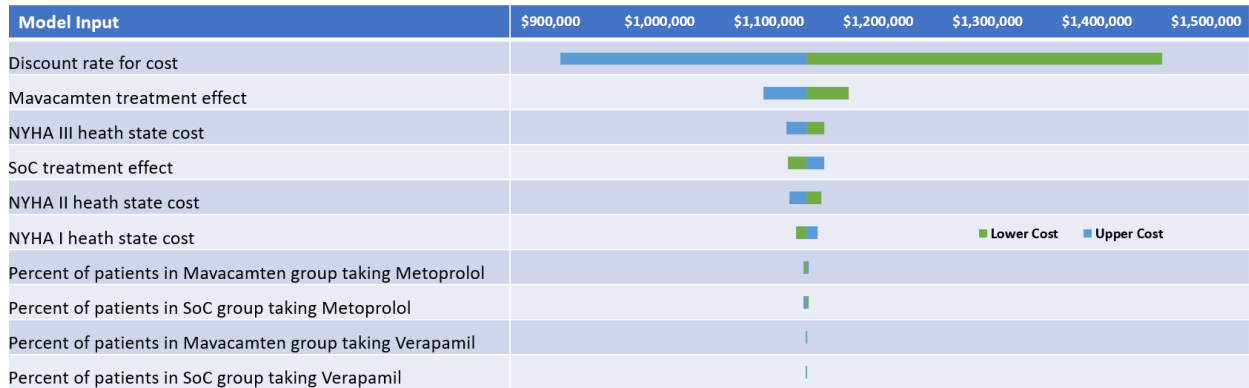 Model Input $900,000 $1,000,000 $1,100,000 $1,200,000 $1,300,000 $1,400,000 $1,500,000
Discount rate for cost
Mavacamten treatment effect
NYHA III heath state cost
SoC treatment effect
NYHA II heath state cost
NYHA I heath state cost
Lower Cost Upper Cost
Percent of patients in Mavacamten group taking Metoprolol
Percent of patients in SoC group taking Metoprolol
Percent of patients in Mavacamten group taking Verapamil
Percent of patients in SoC group taking Verapamil